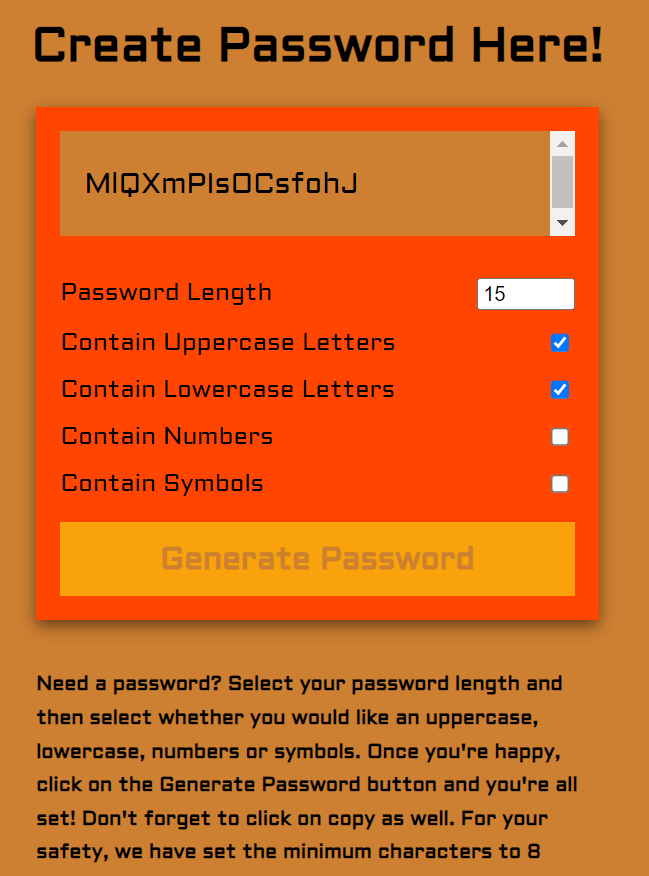 Create Password Here!
MlQXmPIsOCsfohJ
Password Length 15
Contain Uppercase Letters
Contain Lowercase Letters
Contain Numbers
Contain Symbols
Generate Password
Need a password? Select your password length and
then select whether you would like an uppercase,
lowercase, numbers or symbols. Once you're happy,
click on the Generate Password button and you're all
set! Don't forget to click on copy as well. For your
safety, we have set the minimum characters to 8